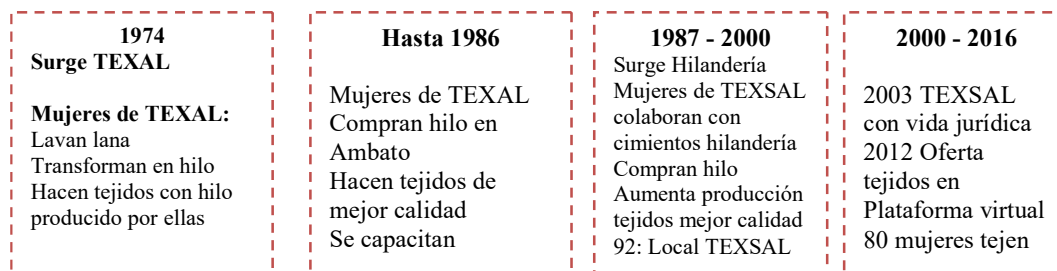 1974
Surge TEXAL
Mujeres de TEXAL:
Lavan lana
Transforman en hilo
Hacen tejidos con hilo
producido por ellas
Hasta 1986
Mujeres de TEXAL
Compran hilo en
Ambato
Hacen tejidos de
mejor calidad
Se capacitan
1987 - 2000
Surge Hilandería
Mujeres de TEXSAL
colaboran con
cimientos hilandería
Compran hilo
Aumenta producción
tejidos mejor calidad
92: Local TEXSAL
2000 - 2016
2003 TEXSAL
con vida jurídica
2012 Oferta
tejidos en
Plataforma virtual
80 mujeres tejen